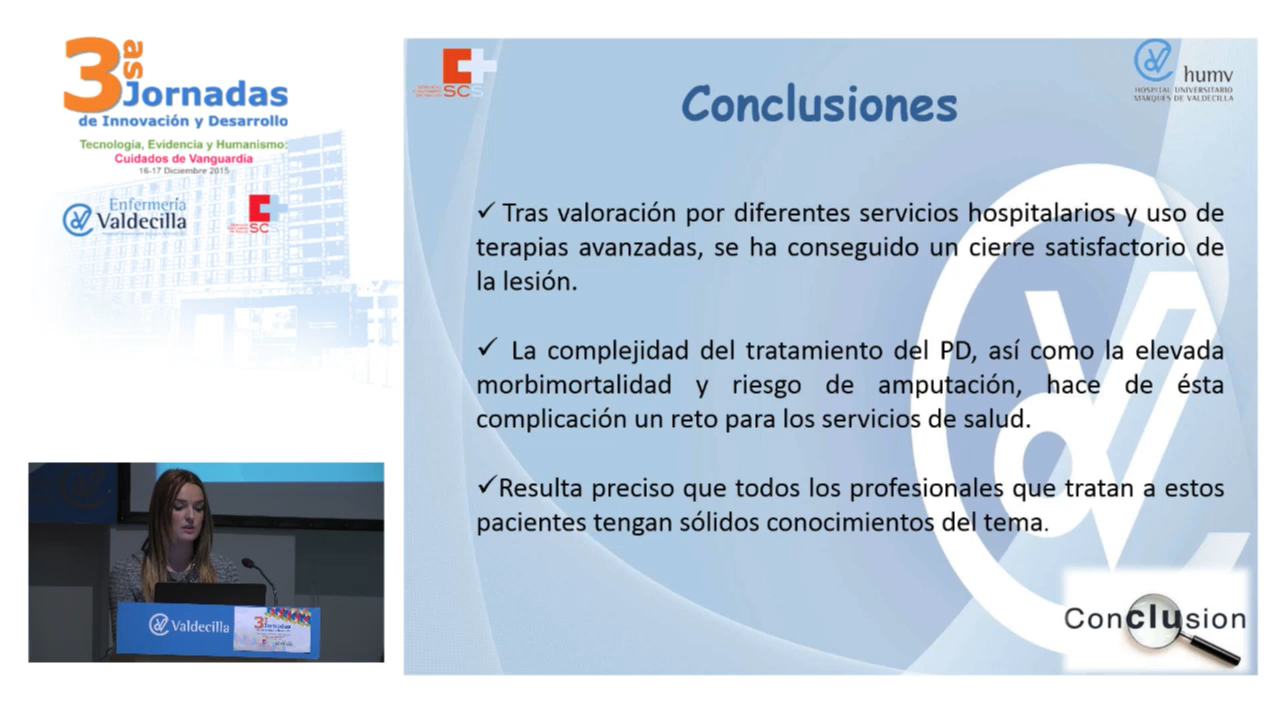 3as Jornadas
de Innovación y Desarrollo
Tecnología, Evidencia y Humanismo:
Cuidados de Vanguardia
16-17 Diciembre 2015
Enfermería
Valdecilla
SC
SCS
humv
HOSPITAL UNIVERSITARIO
MARQUES DE VALDECILLA
Conclusiones
✓ Tras valoración por diferentes servicios hospitalarios y uso de
terapias avanzadas, se ha conseguido un cierre satisfactorio de
la lesión.
✓ La complejidad del tratamiento del PD, así como la elevada
morbimortalidad y riesgo de amputación, hace de ésta
complicación un reto para los servicios de salud.
✓Resulta preciso que todos los profesionales que tratan a estos
pacientes tengan sólidos conocimientos del tema.
Conclusion
Valdecilla
3as Jornadas